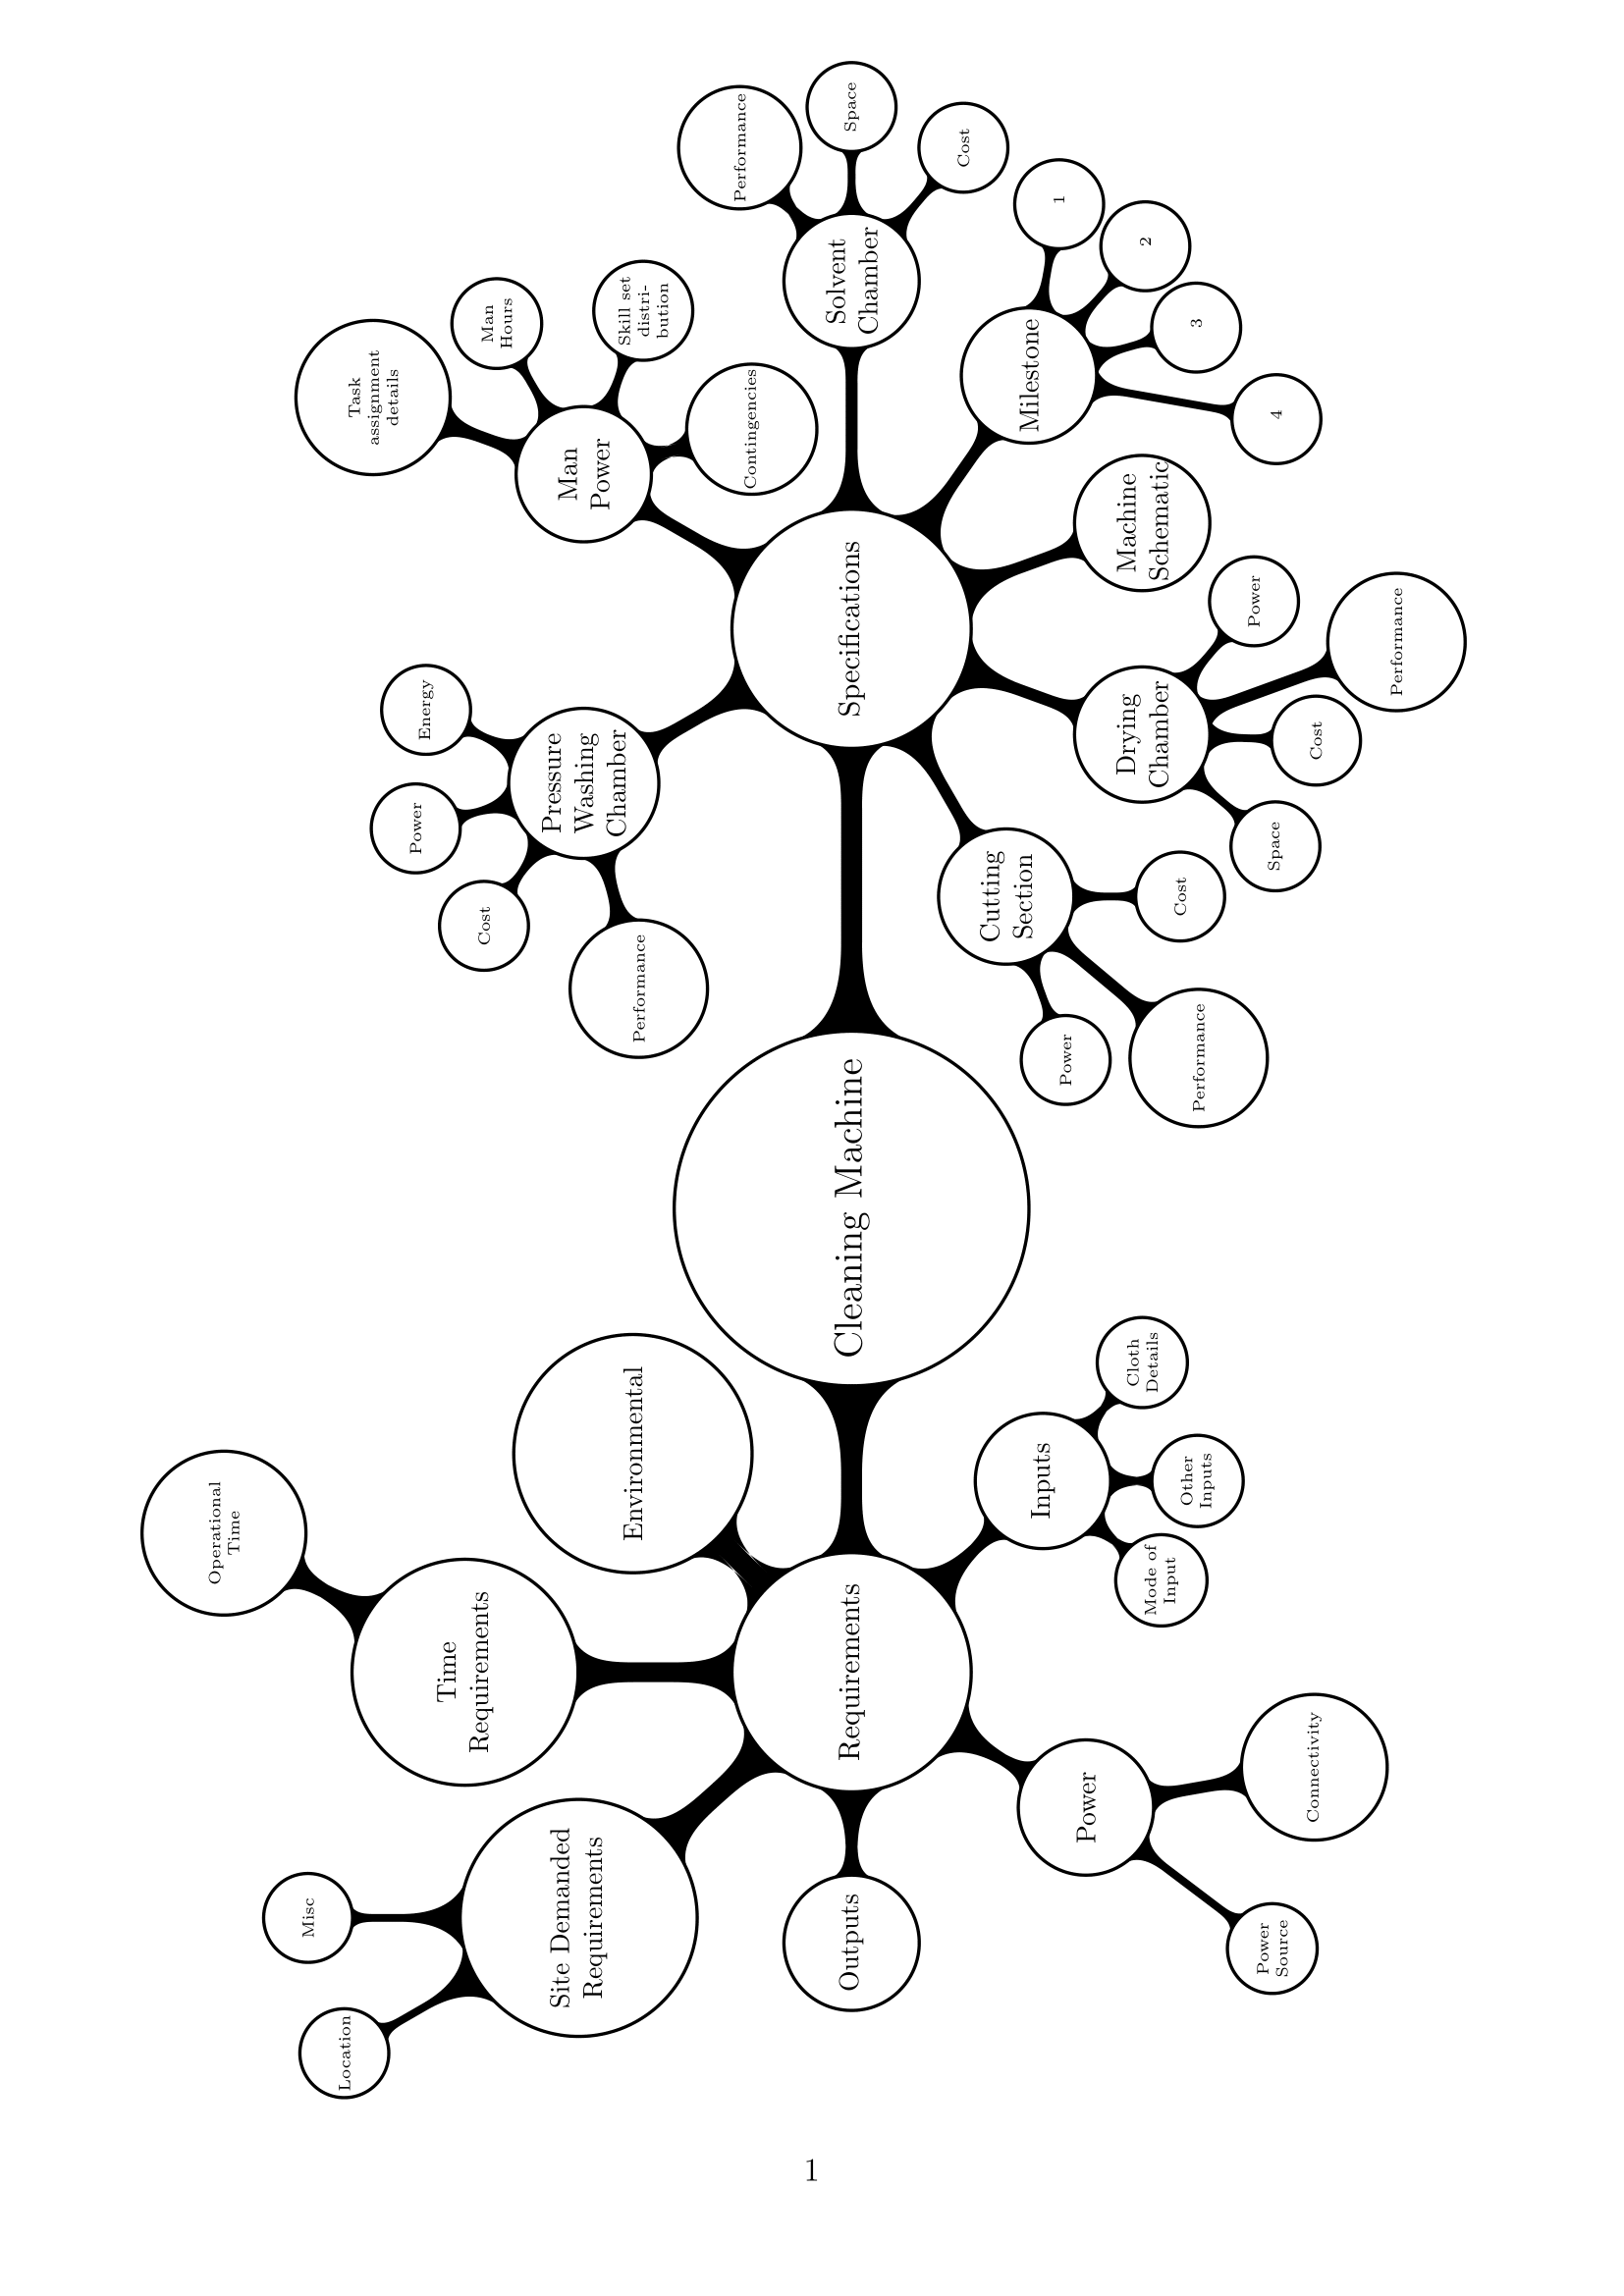 Cleaning Machine
Requirements
Environmental
Time
Requirements
Operational
Time
Site Demanded
Requirements
Misc
Location
Outputs
Power
Power
Source
Connectivity
Inputs
Mode of
Input
Other
Inputs
Cloth
Details
Specifications
Pressure
Washing
Chamber
Performance
Cost
Power
Energy
Man
Power
Task
assignment
details
Man
Hours
Skill set
distri-
bution
Contingencies
Solvent
Chamber
Performance
Space
Cost
Milestone
1
2
3
4
Machine
Schematic
Drying
Chamber
Power
Performance
Cost
Space
Cutting
Section
Cost
Performance
Power
1